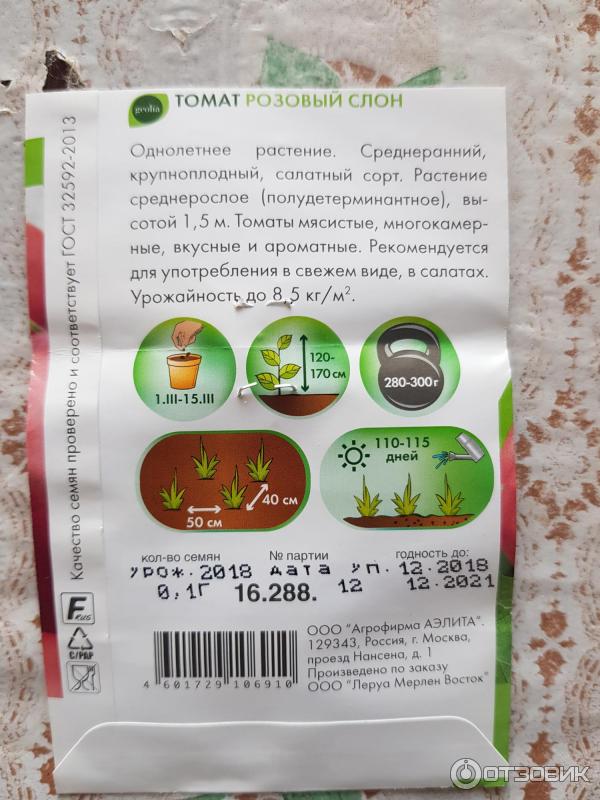 geolia
ТОМАТ РОЗОВЫЙ СЛОН
Однолетнее растение. Среднеранний,
крупноплодный, салатный сорт. Растение
среднерослое (полудетерминантное), вы-
сотой 1,5 м. Томаты мясистые, многокамер-
ные, вкусные и ароматные. Рекомендуется
для употребления в свежем виде, в салатах.
Урожайность до 8,5 кг/м².
1.III-15.III
120-
170 см
280-300 г
50 см
40 см
110-115
дней
кол-во семян № партии годность до:
УРОЖ.2018 ДАТА УП.12.2018
0,1Г 16.288. 12 12.2021
4 601729 106910
ООО "Агрофирма АЭЛИТА".
129343, Россия, г. Москва,
проезд Нансена, д. 1
Произведено по заказу
ООО "Леруа Мерлен Восток"
Качество семян проверено и соответствует ГОСТ 32592-2013
C/PAP
ОТЗОВИК